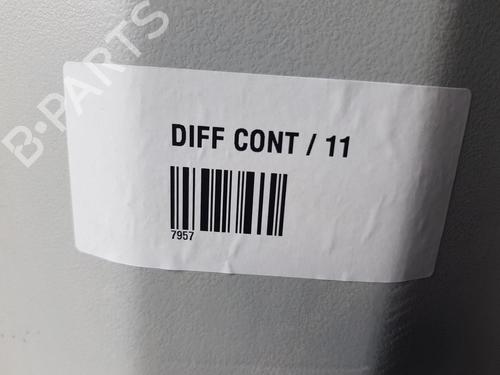 B-PARTS
DIFF CONT / 11
7957